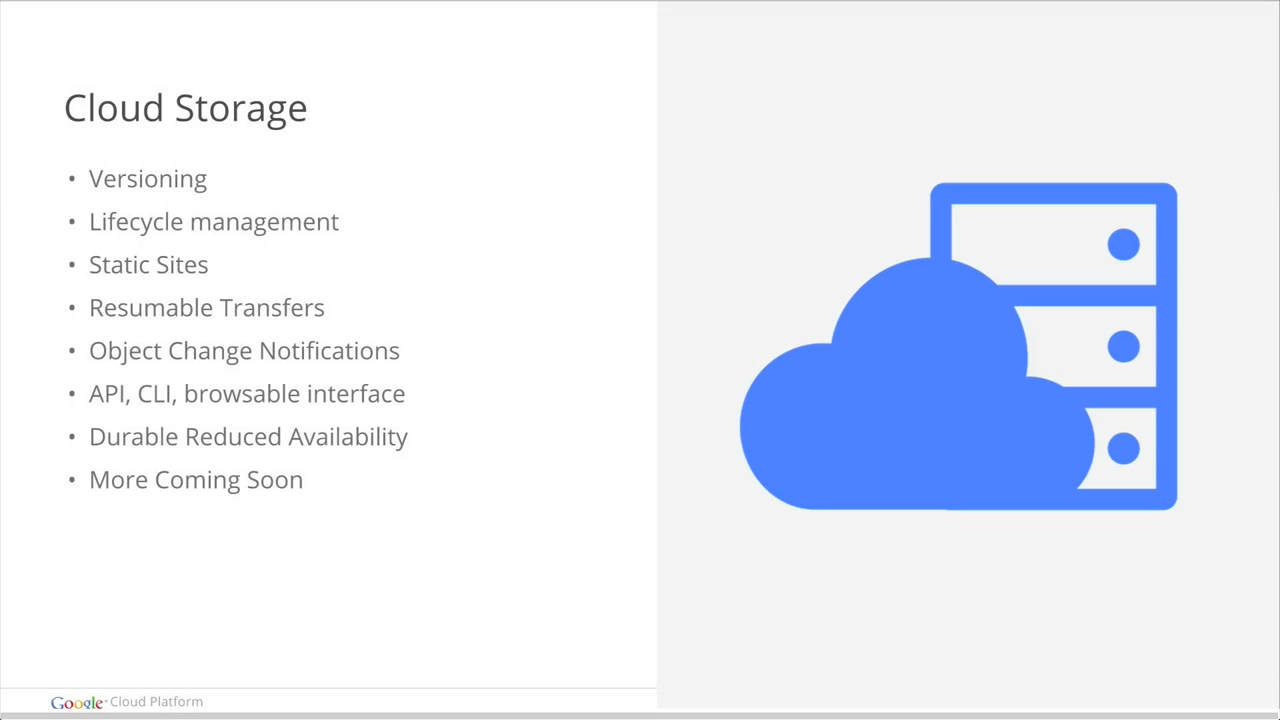 Cloud Storage
• Versioning
• Lifecycle management
• Static Sites
• Resumable Transfers
• Object Change Notifications
• API, CLI, browsable interface
• Durable Reduced Availability
• More Coming Soon
Google Cloud Platform